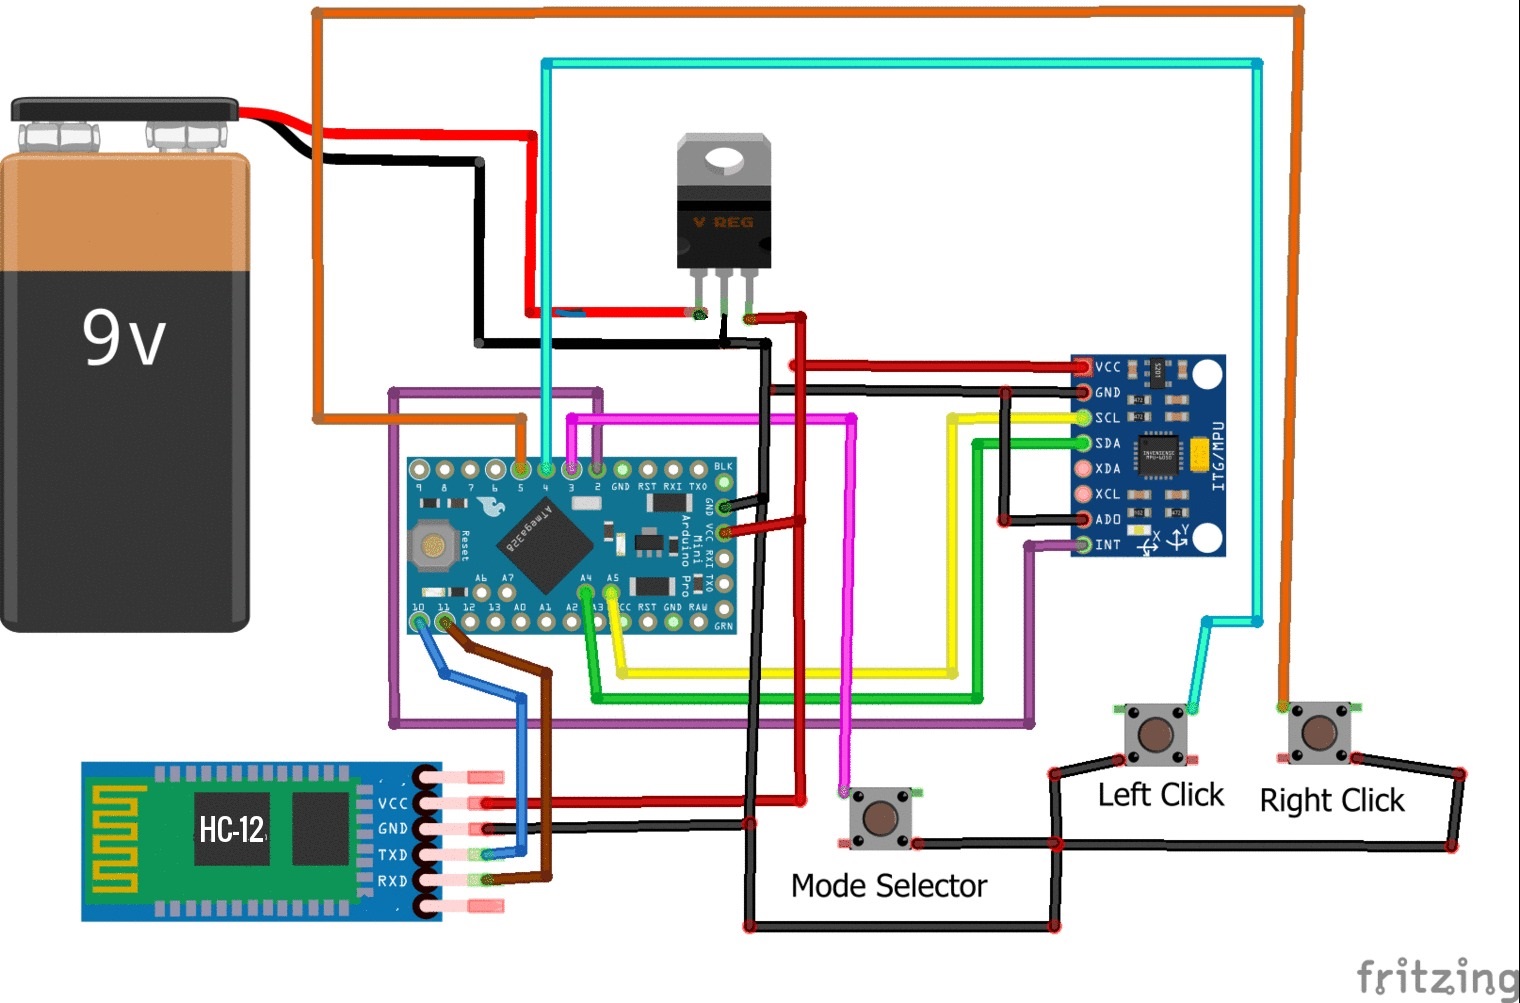 9v
V REG
VCC
GND
SCL
SDA
XDA
XCL
ADO
INT
ITG/MPU
INVENSENSE
MPU-6050
X
Y
9 8 7 6 5 4 3 2 GND RST RXI TXO
BLK
GND
VCC
RXI
TXO
GRN
Reset
ATmega328
Arduino Pro
Mini
A6 A7 A4 A5
10 11 12 13 A0 A1 A2 A3 VCC RST GND RAW
HC-12
VCC
GND
TXD
RXD
Left Click
Right Click
Mode Selector
fritzing